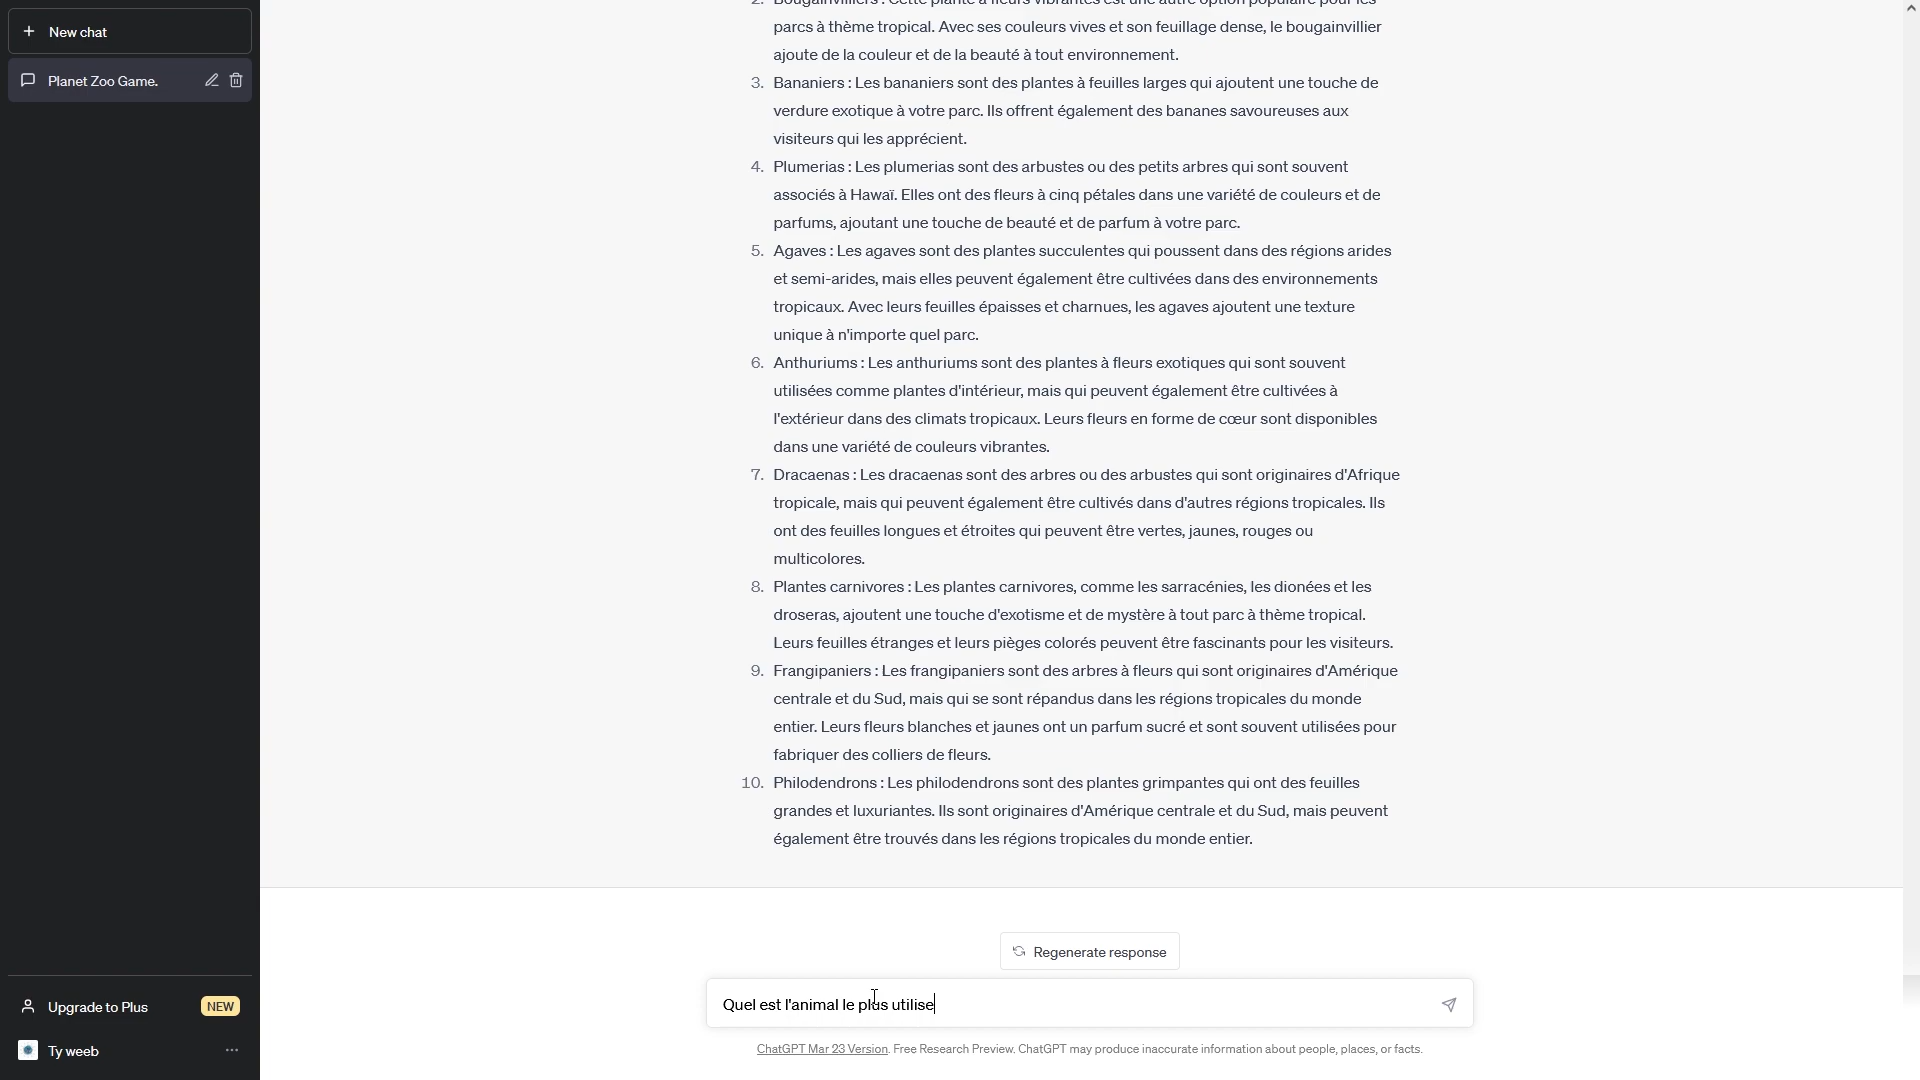 New chat
Planet Zoo Game.
2. Bougainvilliers : Cette plante à fleurs vibrantes est une autre option populaire pour les
parcs à thème tropical. Avec ses couleurs vives et son feuillage dense, le bougainvillier
ajoute de la couleur et de la beauté à tout environnement.
3. Bananiers : Les bananiers sont des plantes à feuilles larges qui ajoutent une touche de
verdure exotique à votre parc. Ils offrent également des bananes savoureuses aux
visiteurs qui les apprécient.
4. Plumerias : Les plumerias sont des arbustes ou des petits arbres qui sont souvent
associés à Hawaï. Elles ont des fleurs à cinq pétales dans une variété de couleurs et de
parfums, ajoutant une touche de beauté et de parfum à votre parc.
5. Agaves : Les agaves sont des plantes succulentes qui poussent dans des régions arides
et semi-arides, mais elles peuvent également être cultivées dans des environnements
tropicaux. Avec leurs feuilles épaisses et charnues, les agaves ajoutent une texture
unique à n'importe quel parc.
6. Anthuriums : Les anthuriums sont des plantes à fleurs exotiques qui sont souvent
utilisées comme plantes d'intérieur, mais qui peuvent également être cultivées à
l'extérieur dans des climats tropicaux. Leurs fleurs en forme de cœur sont disponibles
dans une variété de couleurs vibrantes.
7. Dracaenas : Les dracaenas sont des arbres ou des arbustes qui sont originaires d'Afrique
tropicale, mais qui peuvent également être cultivés dans d'autres régions tropicales. Ils
ont des feuilles longues et étroites qui peuvent être vertes, jaunes, rouges ou
multicolores.
8. Plantes carnivores : Les plantes carnivores, comme les sarracénies, les dionées et les
droseras, ajoutent une touche d'exotisme et de mystère à tout parc à thème tropical.
Leurs feuilles étranges et leurs pièges colorés peuvent être fascinants pour les visiteurs.
9. Frangipaniers : Les frangipaniers sont des arbres à fleurs qui sont originaires d'Amérique
centrale et du Sud, mais qui se sont répandus dans les régions tropicales du monde
entier. Leurs fleurs blanches et jaunes ont un parfum sucré et sont souvent utilisées pour
fabriquer des colliers de fleurs.
10. Philodendrons : Les philodendrons sont des plantes grimpantes qui ont des feuilles
grandes et luxuriantes. Ils sont originaires d'Amérique centrale et du Sud, mais peuvent
également être trouvés dans les régions tropicales du monde entier.
Regenerate response
Quel est l'animal le plus utilise
ChatGPT Mar 23 Version. Free Research Preview. ChatGPT may produce inaccurate information about people, places, or facts.
Upgrade to Plus NEW
Ty weeb